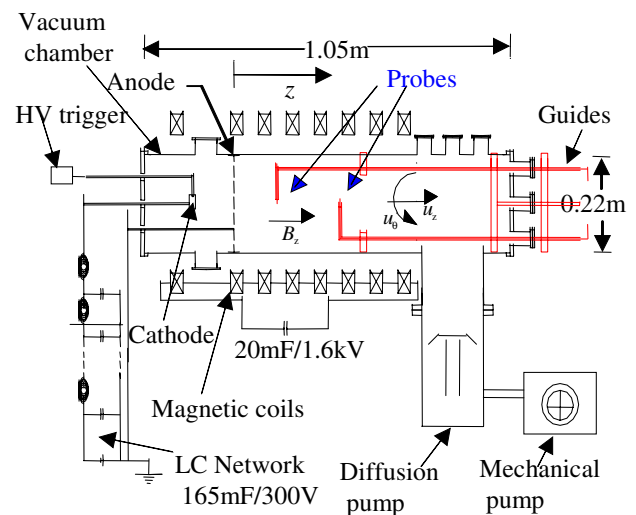 Vacuum
chamber
1.05m
Anode
z
Probes
HV trigger
Guides
0.22m
B_z
u_θ
u_z
Cathode
20mF/1.6kV
Magnetic coils
LC Network
165mF/300V
Diffusion
pump
Mechanical
pump